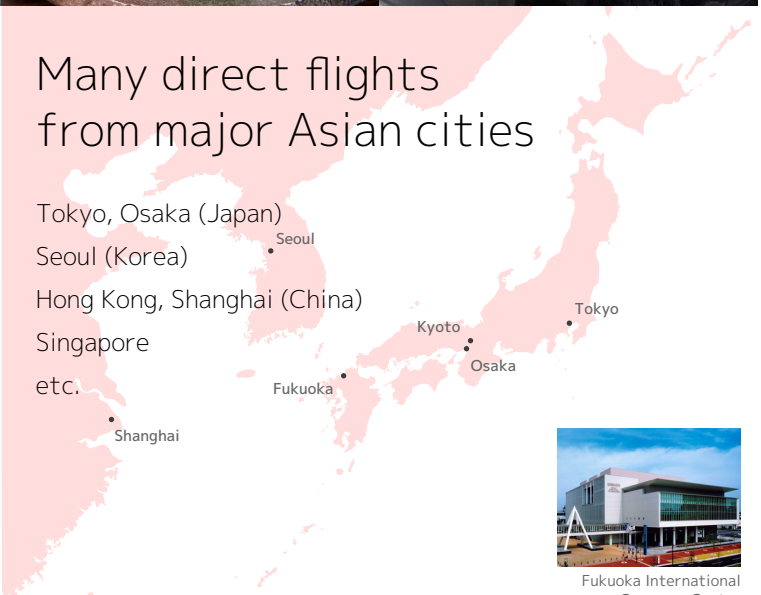 Many direct flights
from major Asian cities
Tokyo, Osaka (Japan)
Seoul
Seoul (Korea)
Hong Kong, Shanghai (China)
Tokyo
Kyoto
Singapore
Osaka
etc.
Fukuoka
Shanghai
Fukuoka International